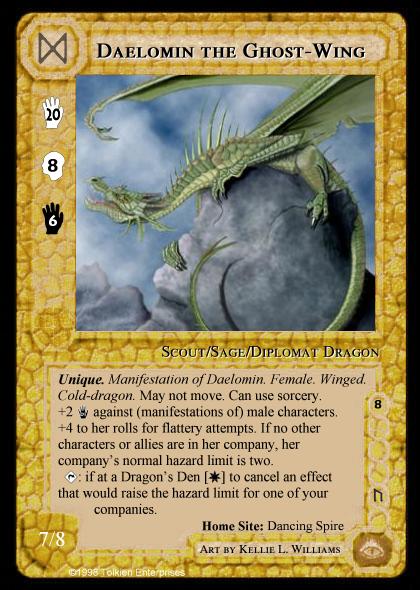 DAELOMIN THE GHOST-WING
20
8
6
SCOUT/SAGE/DIPLOMAT DRAGON
Unique. Manifestation of Daelomin. Female. Winged.
Cold-dragon. May not move. Can use sorcery.
+2 against (manifestations of) male characters.
+4 to her rolls for flattery attempts. If no other
characters or allies are in her company, her
company's normal hazard limit is two.
: if at a Dragon's Den [] to cancel an effect
that would raise the hazard limit for one of your
companies.
8
Home Site: Dancing Spire
7/8
ART BY KELLIE L. WILLIAMS
©1998 Tolkien Enterprises